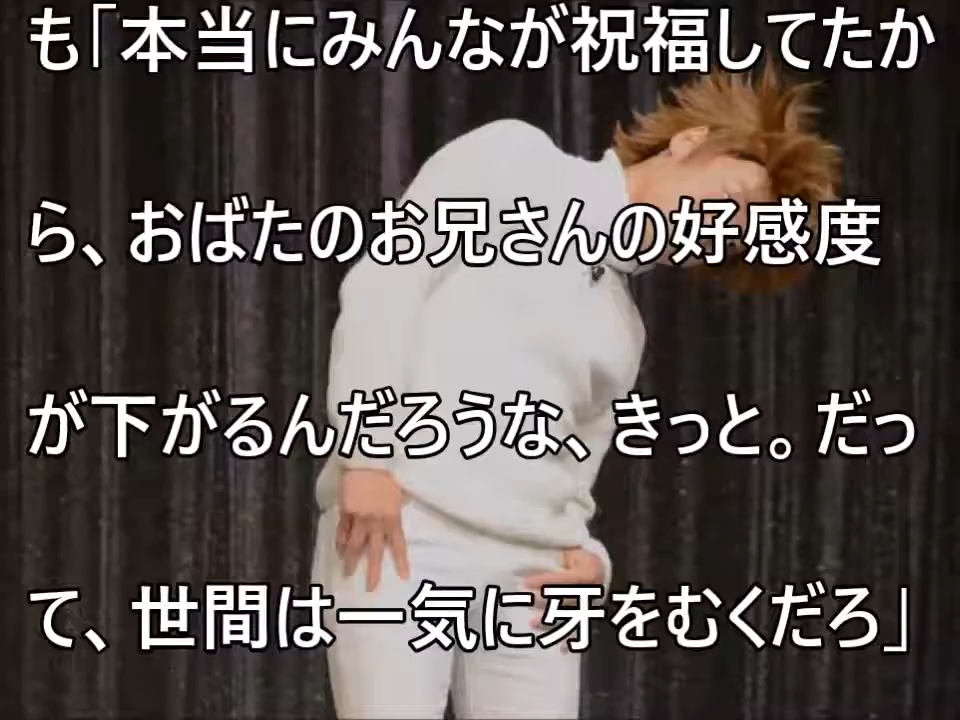 も「本当にみんなが祝福してたか
ら、おばたのお兄さんの好感度
が下がるんだろうな、きっと。だっ
て、世間は一気に牙をむくだろ」